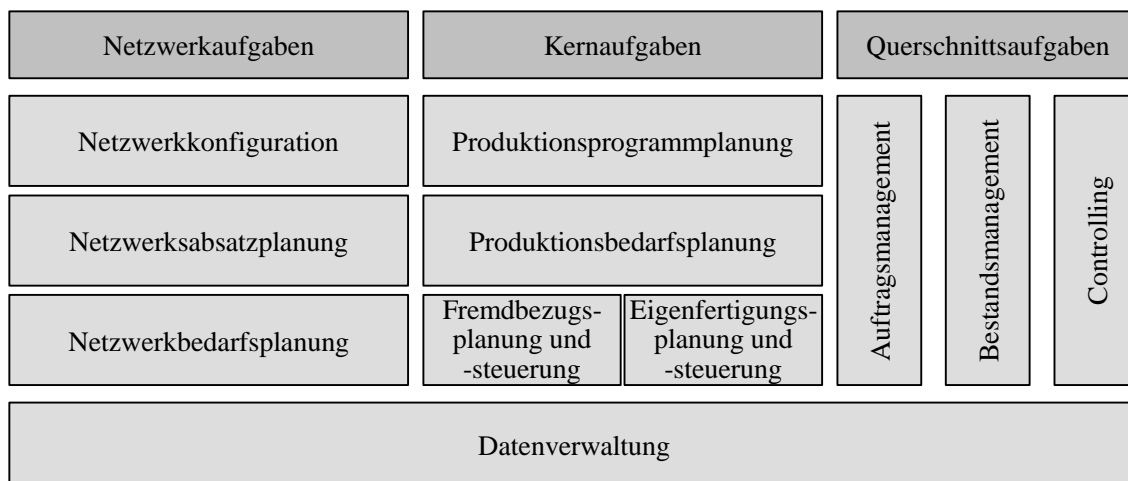 Netzwerkaufgaben
Kernaufgaben
Querschnittsaufgaben
Netzwerkkonfiguration
Produktionsprogrammplanung
Netzwerksabsatzplanung
Produktionsbedarfsplanung
Netzwerkbedarfsplanung
Fremdbezugs-
planung und
-steuerung
Eigenfertigungs-
planung und
-steuerung
Auftragsmanagement
Bestandsmanagement
Controlling
Datenverwaltung